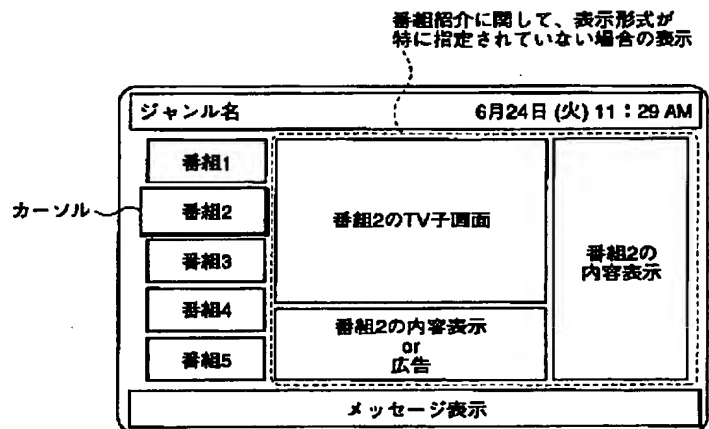 番組紹介に関して、表示形式が
特に指定されていない場合の表示
ジャンル名
6月24日 (火) 11:29 AM
番組1
カーソル
番組2
番組3
番組4
番組5
番組2のTV子画面
番組2の内容表示
or
広告
番組2の
内容表示
メッセージ表示